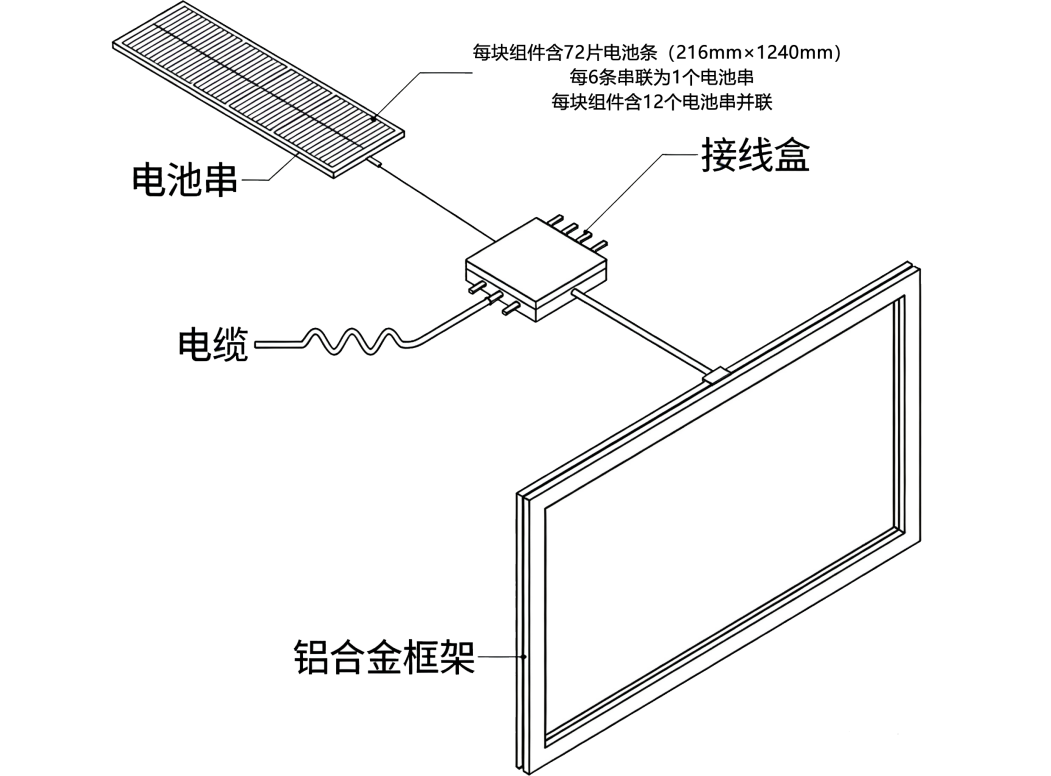 每块组件含72片电池条（216mm×1240mm）
每6条串联为1个电池串
每块组件含12个电池串并联
接线盒
电池串
电缆
铝合金框架